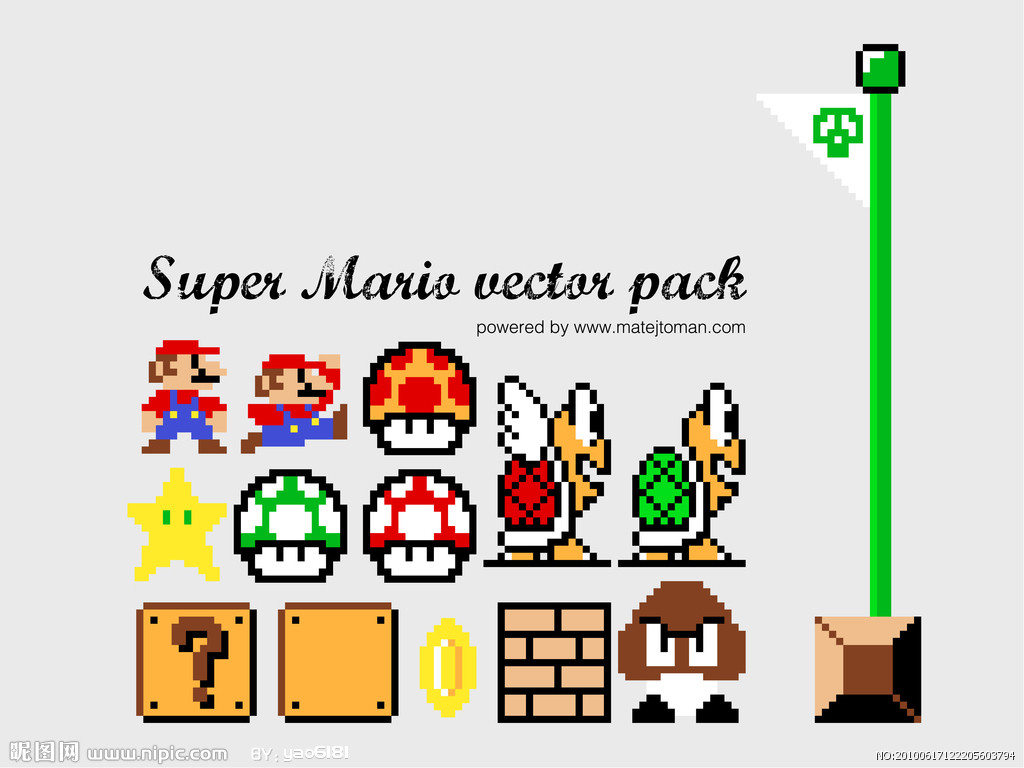 Super Mario vector pack
powered by www.matejtoman.com
?
昵图网 www.nipic.com BY: yao6181
NO:20100617122205603794